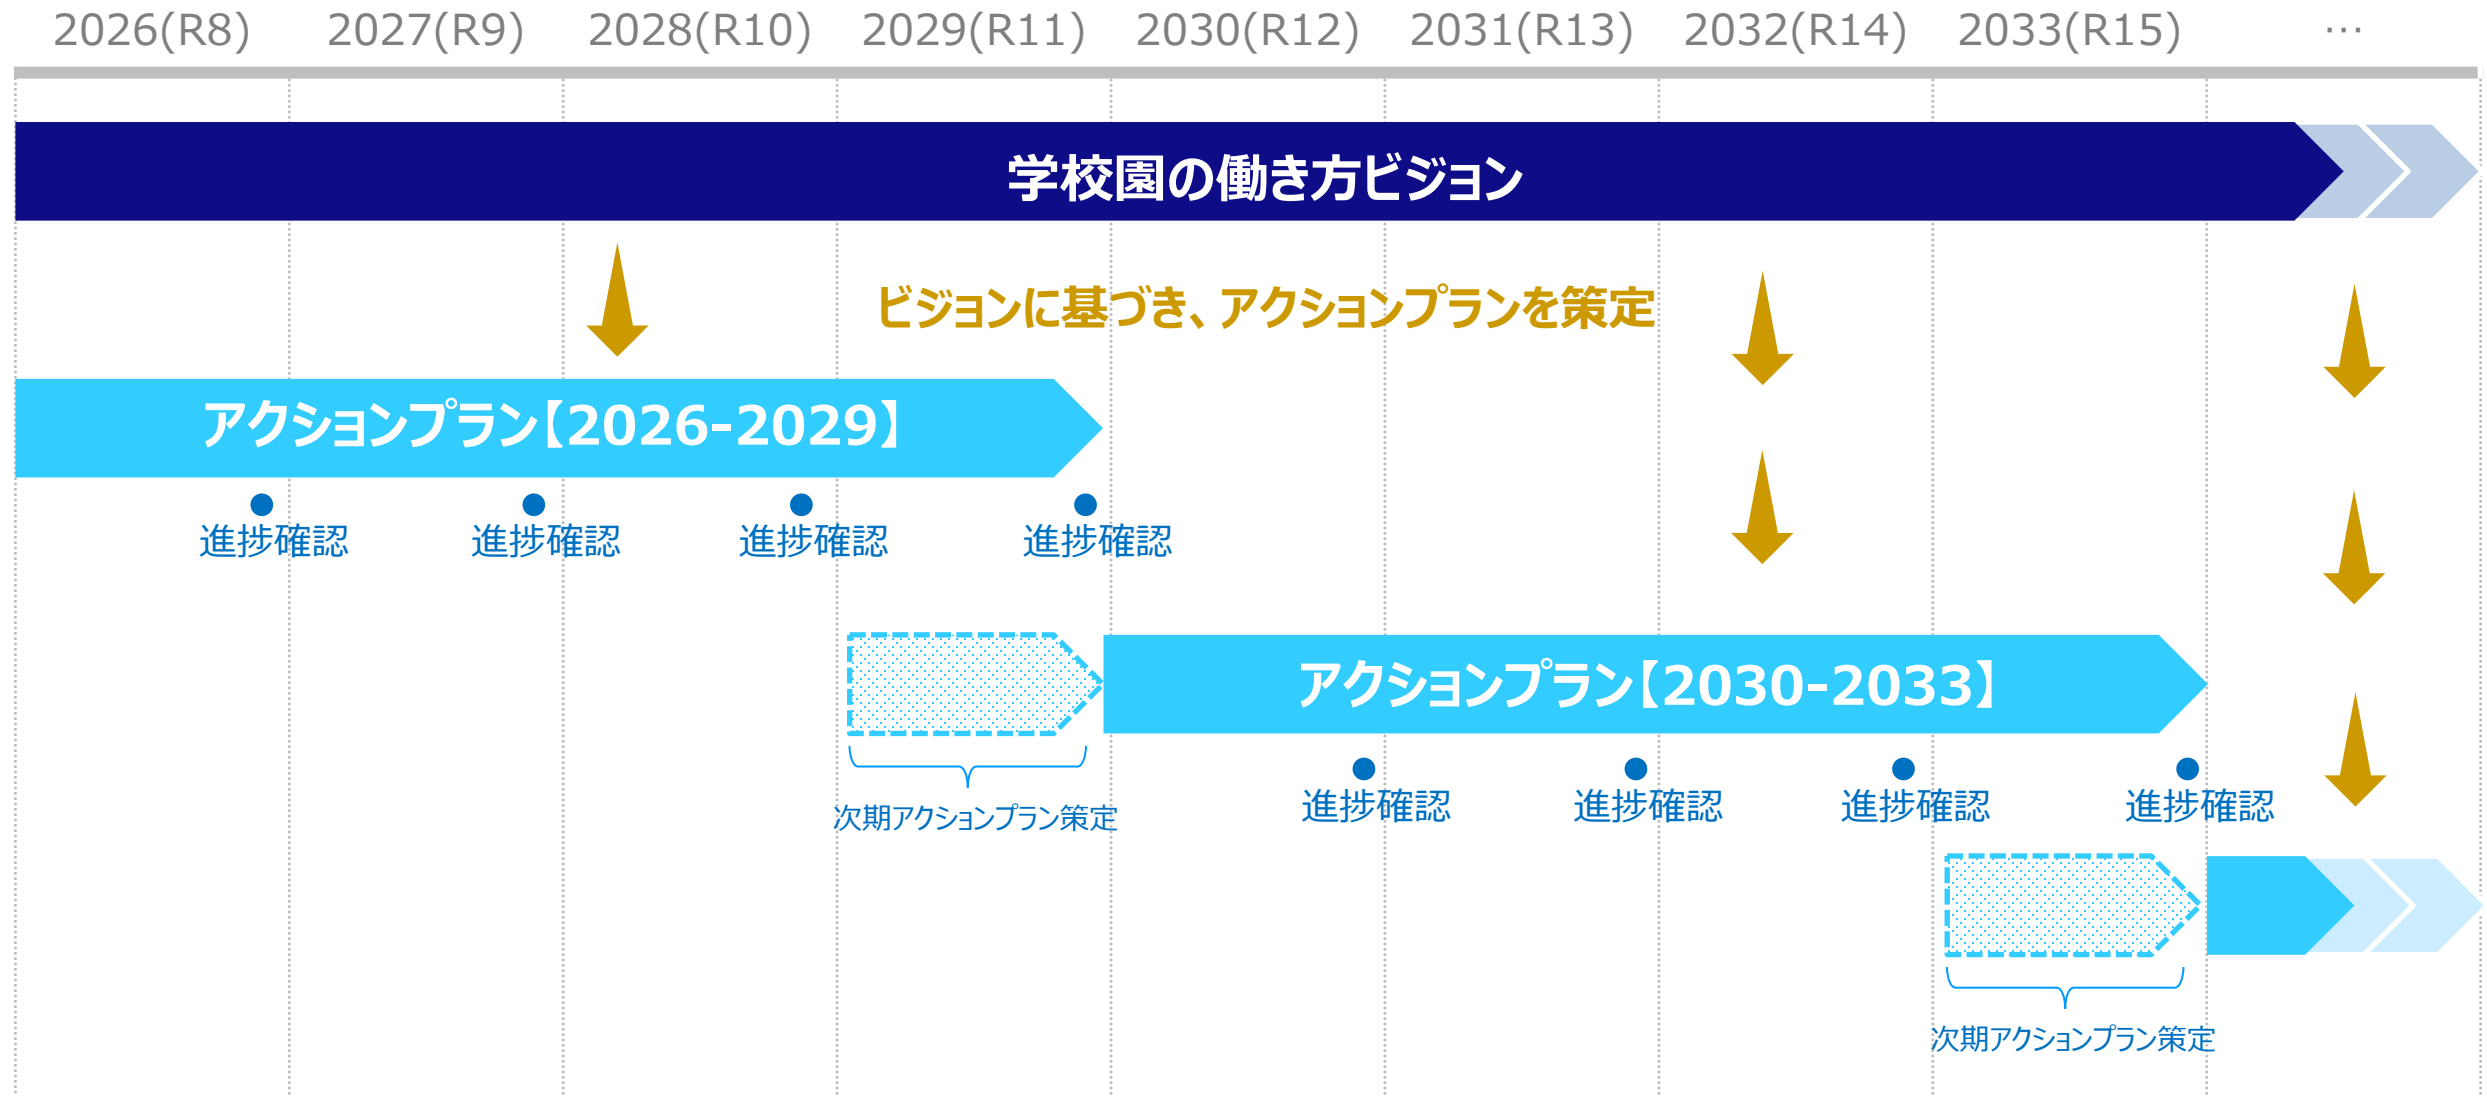 2026(R8) 2027(R9) 2028(R10) 2029(R11) 2030(R12) 2031(R13) 2032(R14) 2033(R15) …
学校園の働き方ビジョン
ビジョンに基づき、アクションプランを策定
アクションプラン【2026-2029】
進捗確認 進捗確認 進捗確認 進捗確認
アクションプラン【2030-2033】
次期アクションプラン策定
進捗確認 進捗確認 進捗確認 進捗確認
次期アクションプラン策定